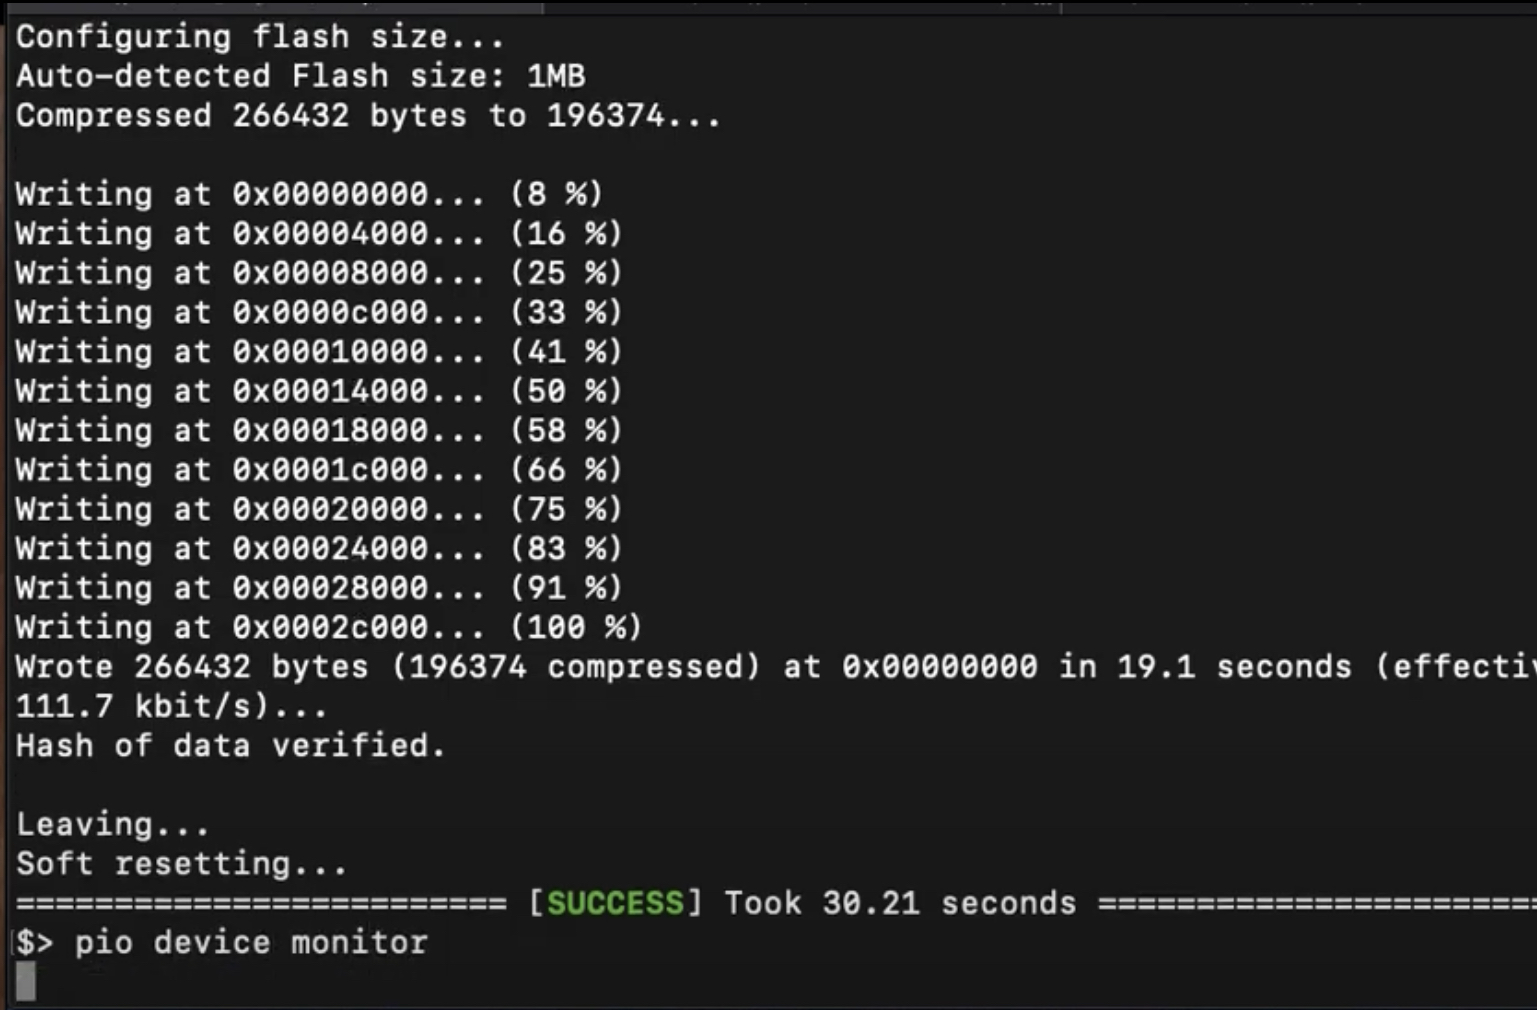 Configuring flash size...
Auto-detected Flash size: 1MB
Compressed 266432 bytes to 196374...
Writing at 0x00000000... (8 %)
Writing at 0x00004000... (16 %)
Writing at 0x00008000... (25 %)
Writing at 0x0000c000... (33 %)
Writing at 0x00010000... (41 %)
Writing at 0x00014000... (50 %)
Writing at 0x00018000... (58 %)
Writing at 0x0001c000... (66 %)
Writing at 0x00020000... (75 %)
Writing at 0x00024000... (83 %)
Writing at 0x00028000... (91 %)
Writing at 0x0002c000... (100 %)
Wrote 266432 bytes (196374 compressed) at 0x00000000 in 19.1 seconds (effectiv
111.7 kbit/s)...
Hash of data verified.
Leaving...
Soft resetting...
========================= [SUCCESS] Took 30.21 seconds =======================
$> pio device monitor